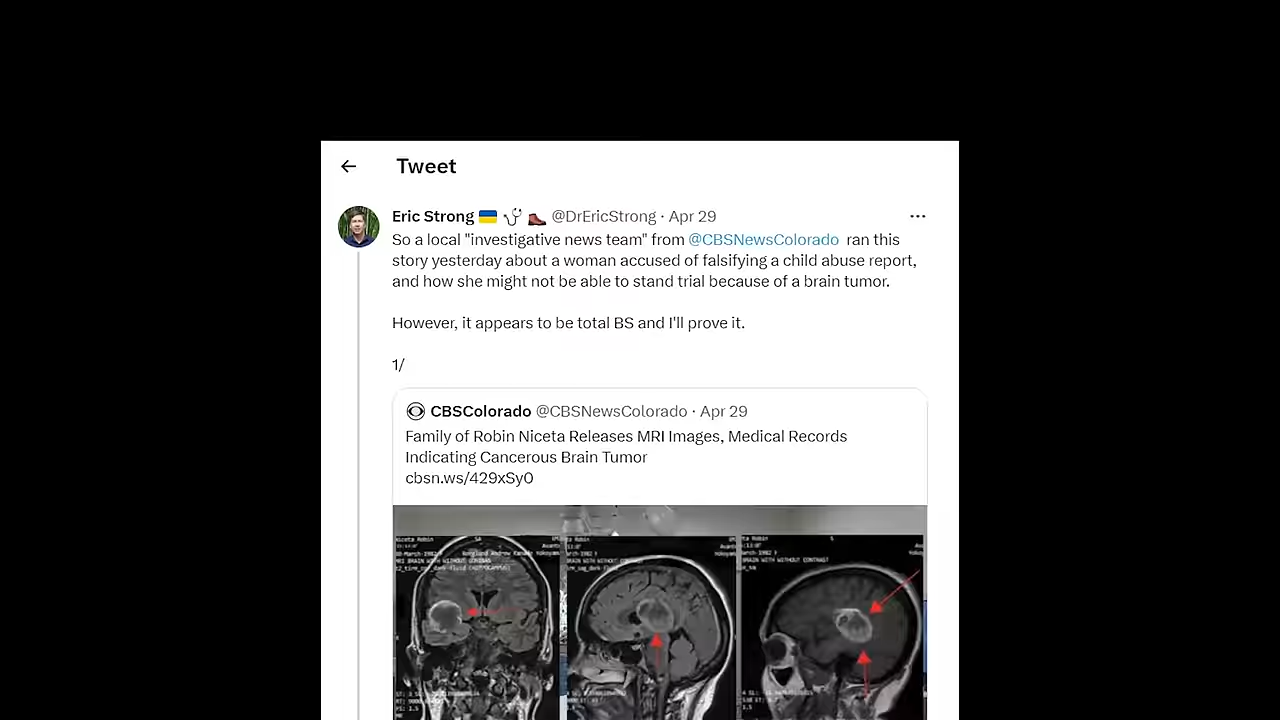 Tweet
Eric Strong 🇺🇦 🩺 🥾 @DrEricStrong · Apr 29
So a local "investigative news team" from @CBSNewsColorado ran this
story yesterday about a woman accused of falsifying a child abuse report,
and how she might not be able to stand trial because of a brain tumor.
However, it appears to be total BS and I'll prove it.
1/
CBSColorado @CBSNewsColorado · Apr 29
Family of Robin Niceta Releases MRI Images, Medical Records
Indicating Cancerous Brain Tumor
cbsn.ws/429xSy0
Niceta Robin